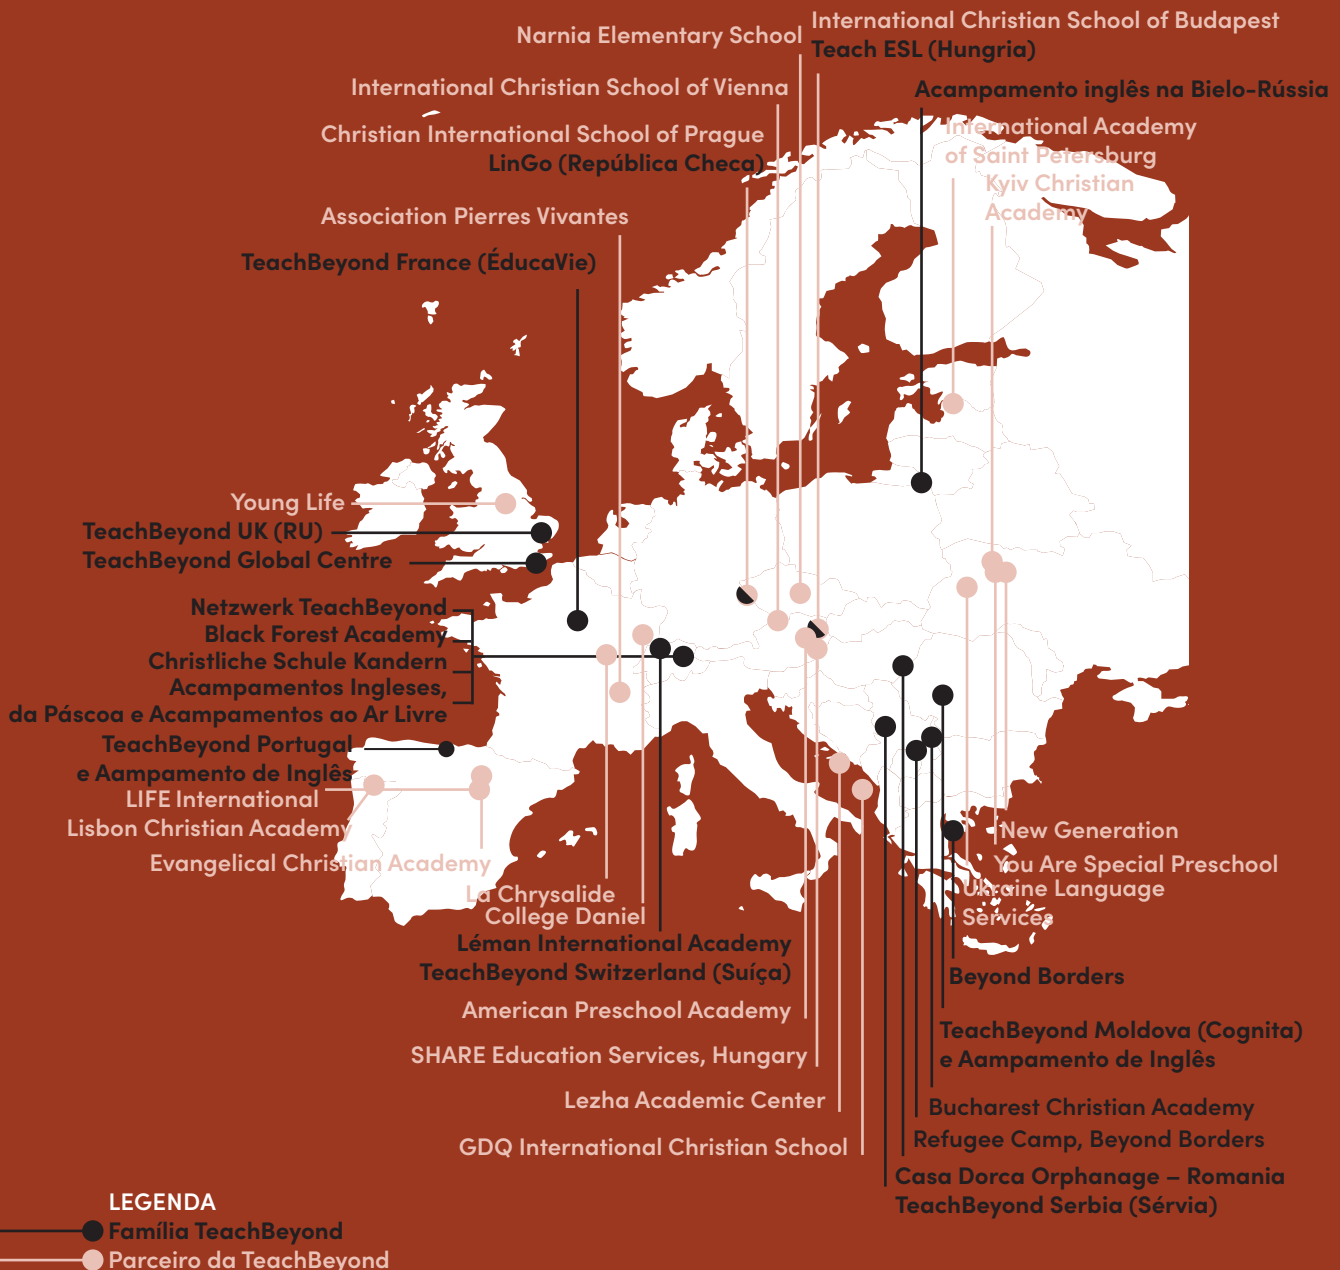 International Christian School of Budapest
Narnia Elementary School
Teach ESL (Hungria)
International Christian School of Vienna
Acampamento inglês na Bielo-Rússia
Christian International School of Prague
LinGo (República Checa)
International Academy
of Saint Petersburg
Kyiv Christian
Academy
Association Pierres Vivantes
TeachBeyond France (ÉducaVie)
Young Life
TeachBeyond UK (RU)
TeachBeyond Global Centre
Netzwerk TeachBeyond
Black Forest Academy
Christliche Schule Kandern
Acampamentos Ingleses,
da Páscoa e Acampamentos ao Ar Livre
TeachBeyond Portugal
e Aampamento de Inglês
LIFE International
Lisbon Christian Academy
Evangelical Christian Academy
La Chrysalide
College Daniel
Léman International Academy
TeachBeyond Switzerland (Suíça)
American Preschool Academy
SHARE Education Services, Hungary
Lezha Academic Center
GDQ International Christian School
New Generation
You Are Special Preschool
Ukraine Language
Services
Beyond Borders
TeachBeyond Moldova (Cognita)
e Aampamento de Inglês
Bucharest Christian Academy
Refugee Camp, Beyond Borders
Casa Dorca Orphanage – Romania
TeachBeyond Serbia (Sérvia)
LEGENDA
Família TeachBeyond
Parceiro da TeachBeyond